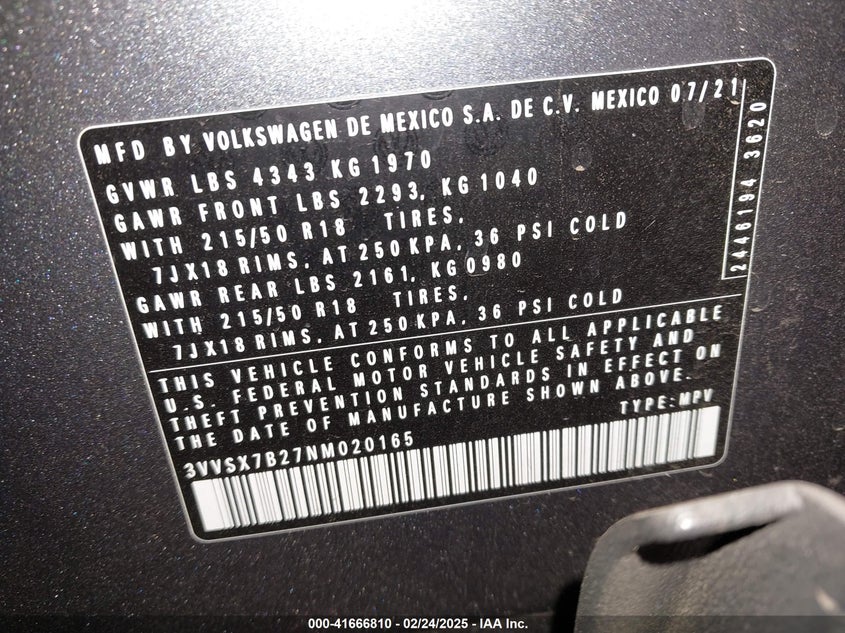 MFD BY VOLKSWAGEN DE MEXICO S.A. DE C.V. MEXICO 07/21
GVWR LBS 4343 KG 1970
GAWR FRONT LBS 2293, KG 1040
WITH 215/50 R18 TIRES,
7JX18 RIMS, AT 250 KPA, 36 PSI COLD
GAWR REAR LBS 2161, KG0980
WITH 215/50 R18 TIRES,
7JX18 RIMS, AT 250 KPA, 36 PSI COLD
2446194 3620
THIS VEHICLE CONFORMS TO ALL APPLICABLE
U.S. FEDERAL MOTOR VEHICLE SAFETY AND
THEFT PREVENTION STANDARDS IN EFFECT ON
THE DATE OF MANUFACTURE SHOWN ABOVE.
TYPE:MPV
3VVSX7B27NM020165
000-41666810 - 02/24/2025 - IAA Inc.